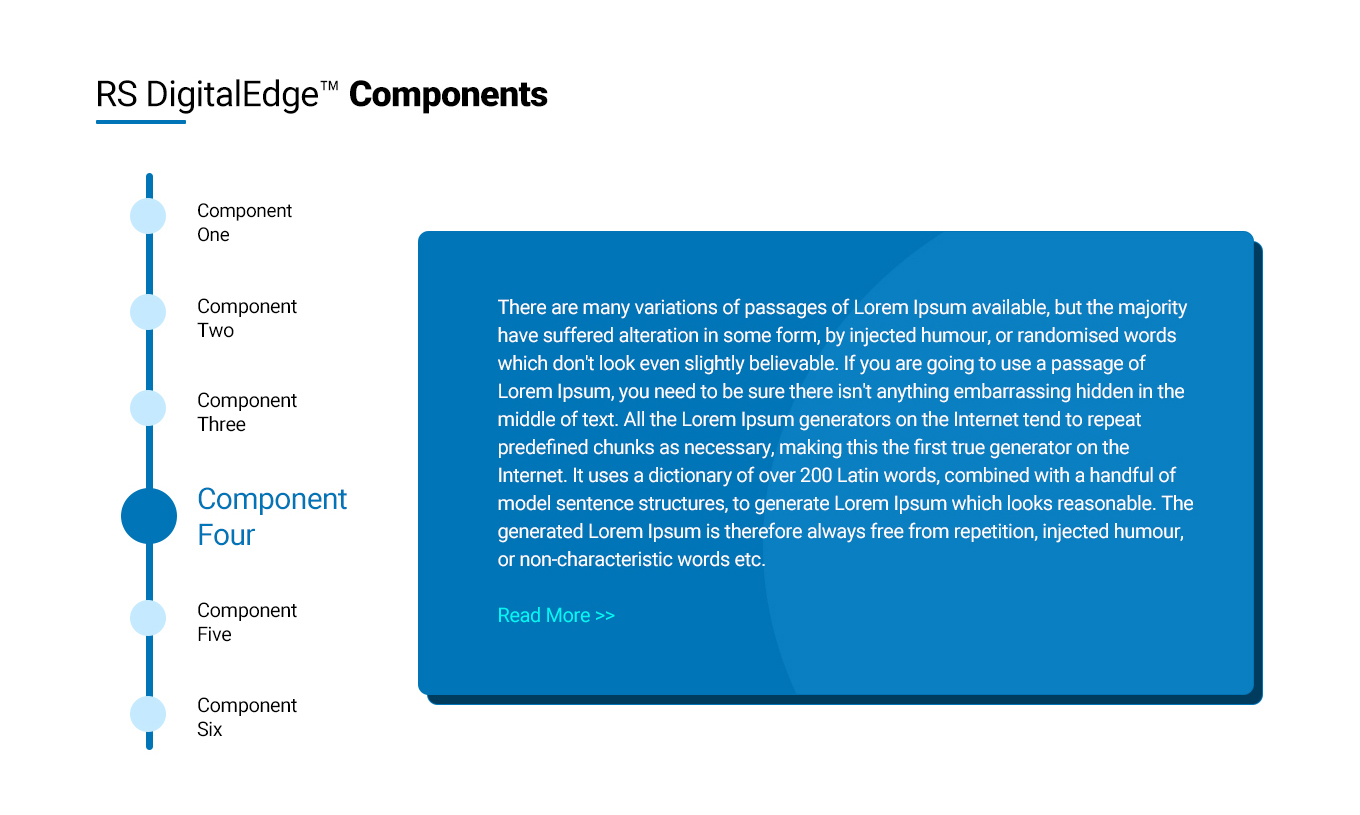 RS DigitalEdge™ Components
Component
One
Component
Two
Component
Three
Component
Four
Component
Five
Component
Six
There are many variations of passages of Lorem Ipsum available, but the majority
have suffered alteration in some form, by injected humour, or randomised words
which don't look even slightly believable. If you are going to use a passage of
Lorem Ipsum, you need to be sure there isn't anything embarrassing hidden in the
middle of text. All the Lorem Ipsum generators on the Internet tend to repeat
predefined chunks as necessary, making this the first true generator on the
Internet. It uses a dictionary of over 200 Latin words, combined with a handful of
model sentence structures, to generate Lorem Ipsum which looks reasonable. The
generated Lorem Ipsum is therefore always free from repetition, injected humour,
or non-characteristic words etc.
Read More >>